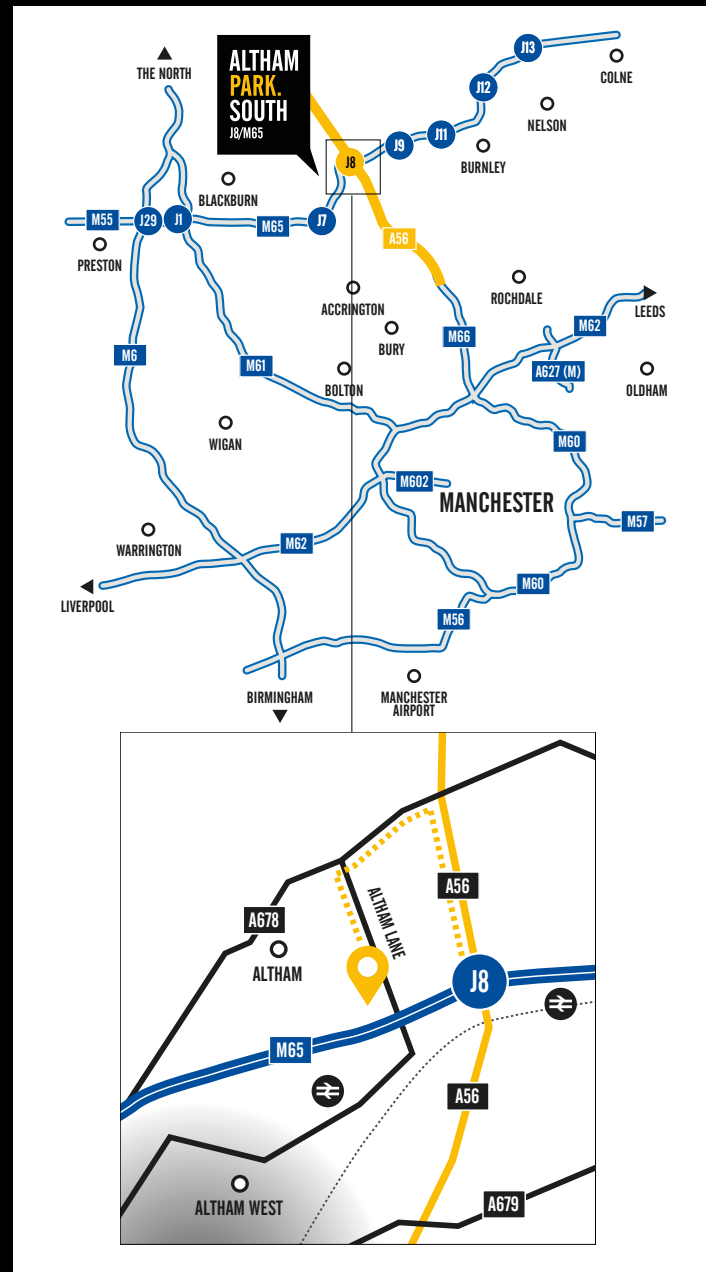 ALTHAM
PARK.
SOUTH
J8/M65
THE NORTH
J13
COLNE
J12
NELSON
J11
J9
BURNLEY
J8
BLACKBURN
M55
J29
J1
M65
J7
PRESTON
A56
ACCRINGTON
ROCHDALE
LEEDS
BURY
M66
M62
M6
M61
BOLTON
A627 (M)
OLDHAM
WIGAN
M60
M602
MANCHESTER
WARRINGTON
M62
M57
LIVERPOOL
M60
M56
BIRMINGHAM
MANCHESTER
AIRPORT
A56
ALTHAM LANE
A678
ALTHAM
J8
M65
A56
ALTHAM WEST
A679